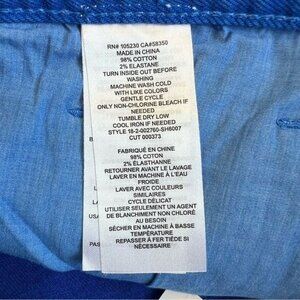 RN# 105230 CA#58350
MADE IN CHINA
98% COTTON
2% ELASTANE
TURN INSIDE OUT BEFORE
WASHING
MACHINE WASH COLD
WITH LIKE COLORS
GENTLE CYCLE
ONLY NON-CHLORINE BLEACH IF
NEEDED
TUMBLE DRY LOW
COOL IRON IF NEEDED
STYLE 18-2-002760-SH6007
CUT 000373
FABRIQUÉ EN CHINE
98% COTON
2% ÉLASTHANNE
RETOURNER AVANT LE LAVAGE
LAVER EN MACHINE À L'EAU
FROIDE
LAVER AVEC COULEURS
SIMILAIRES
CYCLE DÉLICAT
UTILISER SEULEMENT UN AGENT
DE BLANCHIMENT NON CHLORÉ
AU BESOIN
SÉCHER EN MACHINE À BASSE
TEMPÉRATURE
REPASSER À FER TIÈDE SI
NÉCESSAIRE